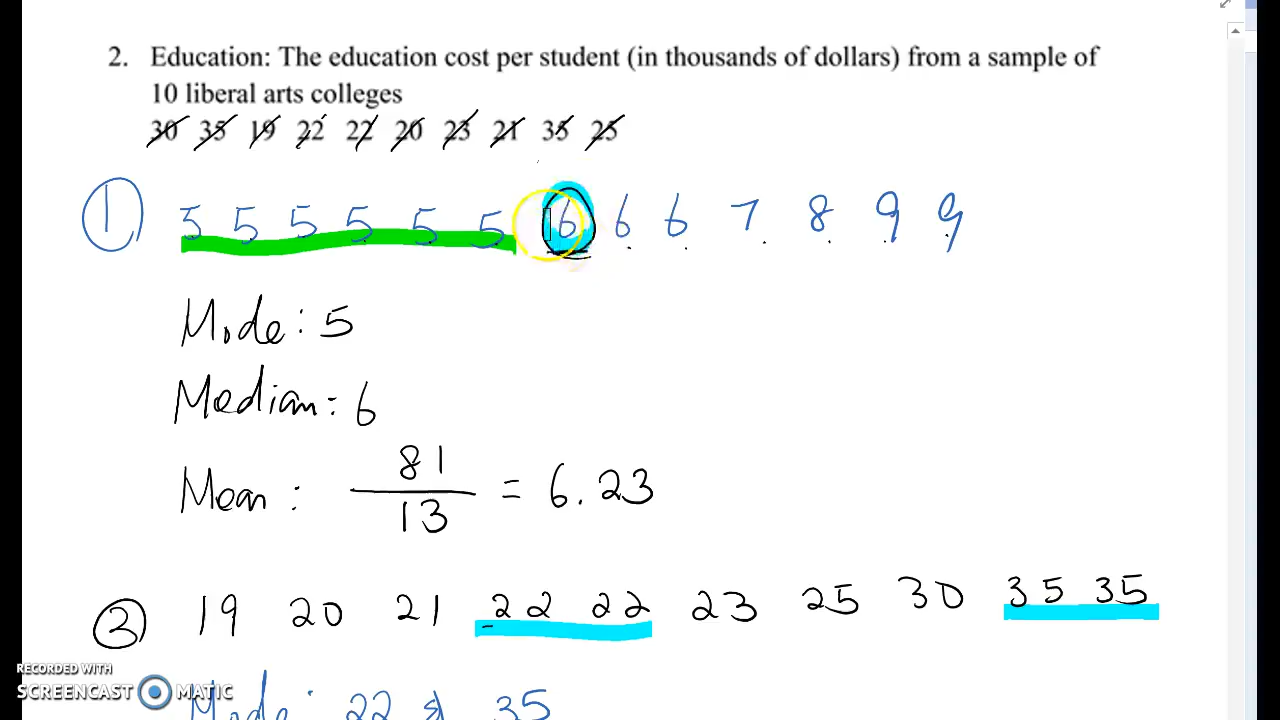 2. Education: The education cost per student (in thousands of dollars) from a sample of
10 liberal arts colleges
30 35 19 22 22 20 23 21 35 25
1 5 5 5 5 5 5 6 6 6 7 8 9 9
Mode: 5
Median: 6
Mean: 81/13 = 6.23
2 19 20 21 22 22 23 25 30 35 35
Mode: 22 & 35
RECORDED WITH
SCREENCAST MATIC